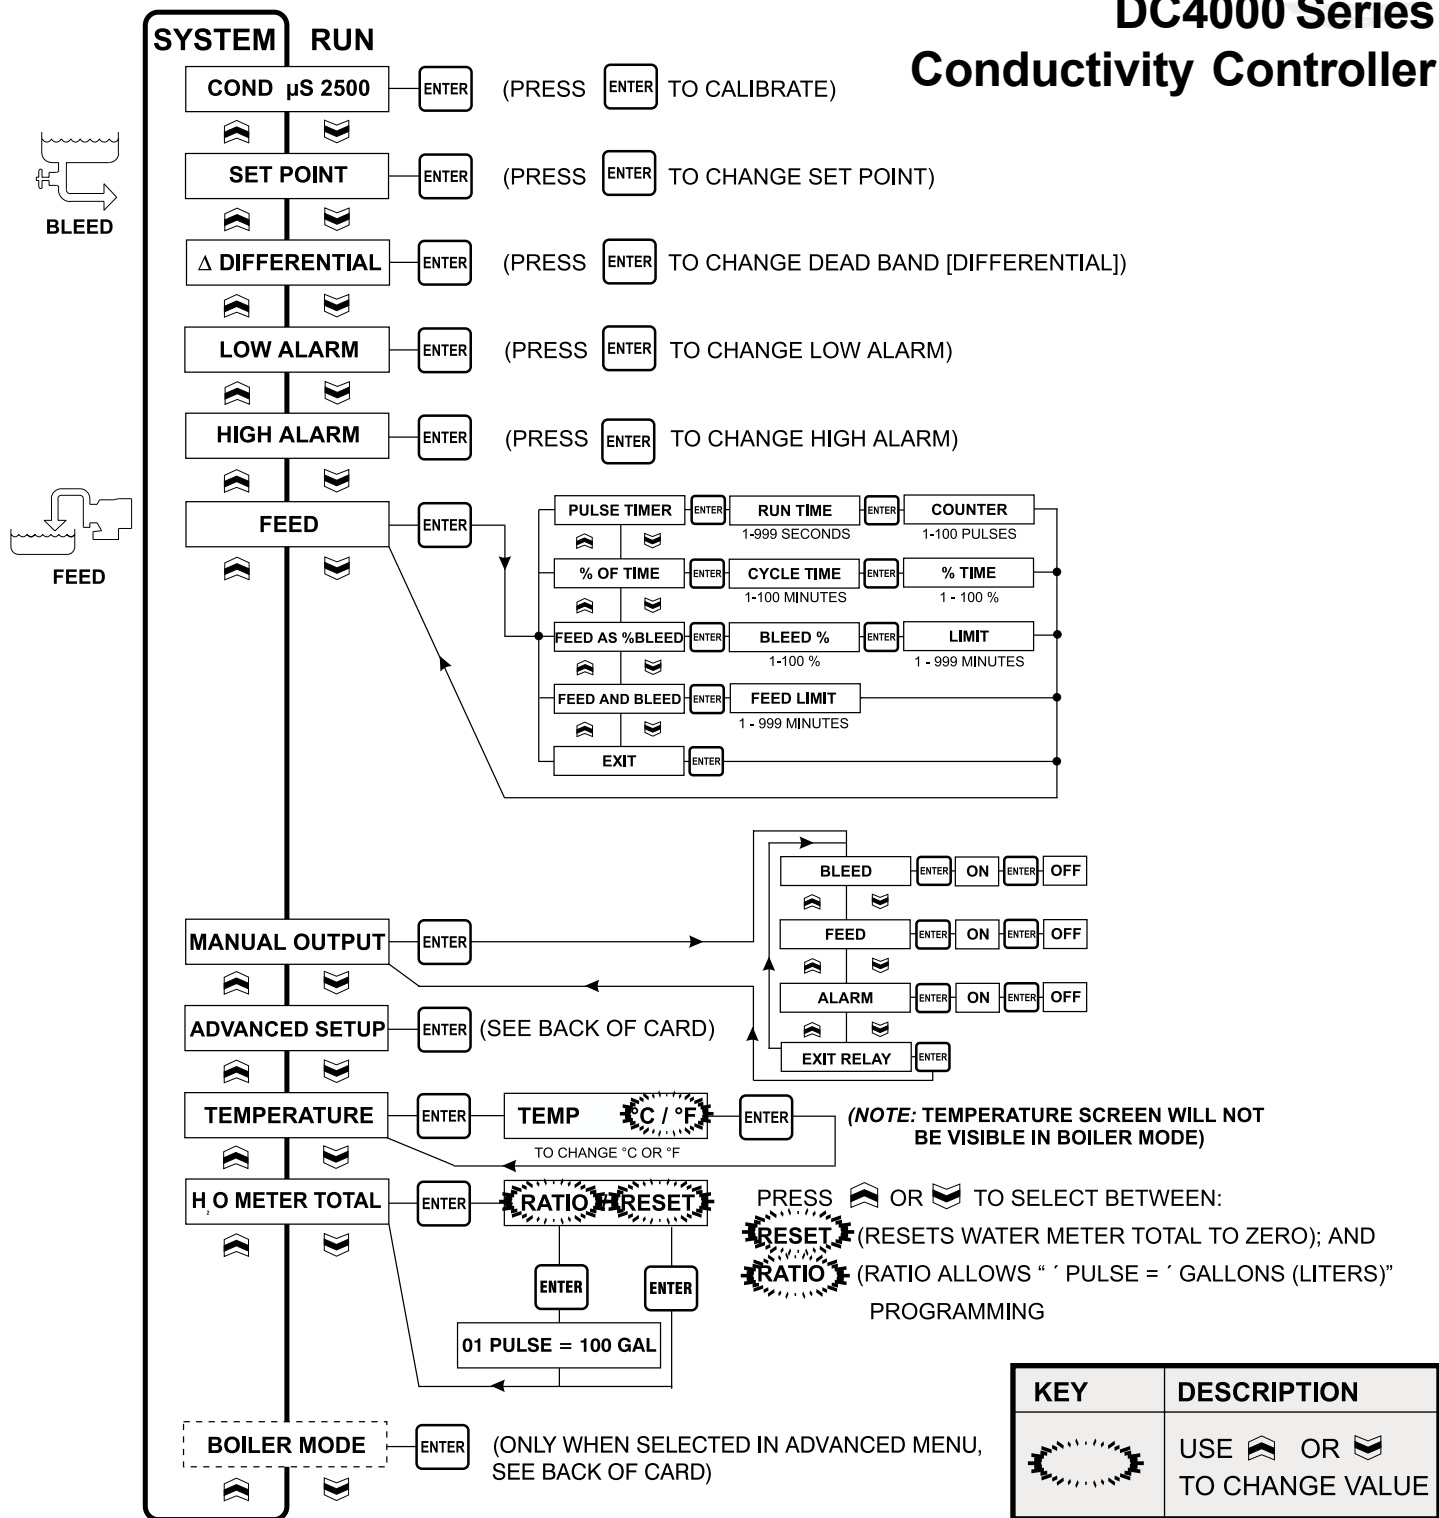 DC4000 Series
Conductivity Controller
SYSTEM RUN
COND µS 2500 ENTER (PRESS ENTER TO CALIBRATE)
BLEED
SET POINT ENTER (PRESS ENTER TO CHANGE SET POINT)
Δ DIFFERENTIAL ENTER (PRESS ENTER TO CHANGE DEAD BAND [DIFFERENTIAL])
LOW ALARM ENTER (PRESS ENTER TO CHANGE LOW ALARM)
HIGH ALARM ENTER (PRESS ENTER TO CHANGE HIGH ALARM)
FEED
FEED ENTER
PULSE TIMER ENTER RUN TIME ENTER COUNTER
1-999 SECONDS 1-100 PULSES
% OF TIME ENTER CYCLE TIME ENTER % TIME
1-100 MINUTES 1 - 100 %
FEED AS %BLEED ENTER BLEED % ENTER LIMIT
1-100 % 1 - 999 MINUTES
FEED AND BLEED ENTER FEED LIMIT
1 - 999 MINUTES
EXIT ENTER
MANUAL OUTPUT ENTER
BLEED ENTER ON ENTER OFF
FEED ENTER ON ENTER OFF
ALARM ENTER ON ENTER OFF
EXIT RELAY ENTER
ADVANCED SETUP ENTER (SEE BACK OF CARD)
TEMPERATURE ENTER TEMP °C / °F ENTER
TO CHANGE °C OR °F
(NOTE: TEMPERATURE SCREEN WILL NOT
BE VISIBLE IN BOILER MODE)
H₂O METER TOTAL ENTER RATIO / RESET
ENTER ENTER
01 PULSE = 100 GAL
PRESS OR TO SELECT BETWEEN:
RESET (RESETS WATER METER TOTAL TO ZERO); AND
RATIO (RATIO ALLOWS “ ´ PULSE = ´ GALLONS (LITERS)”
PROGRAMMING
BOILER MODE ENTER (ONLY WHEN SELECTED IN ADVANCED MENU,
SEE BACK OF CARD)
KEY DESCRIPTION
USE OR
TO CHANGE VALUE